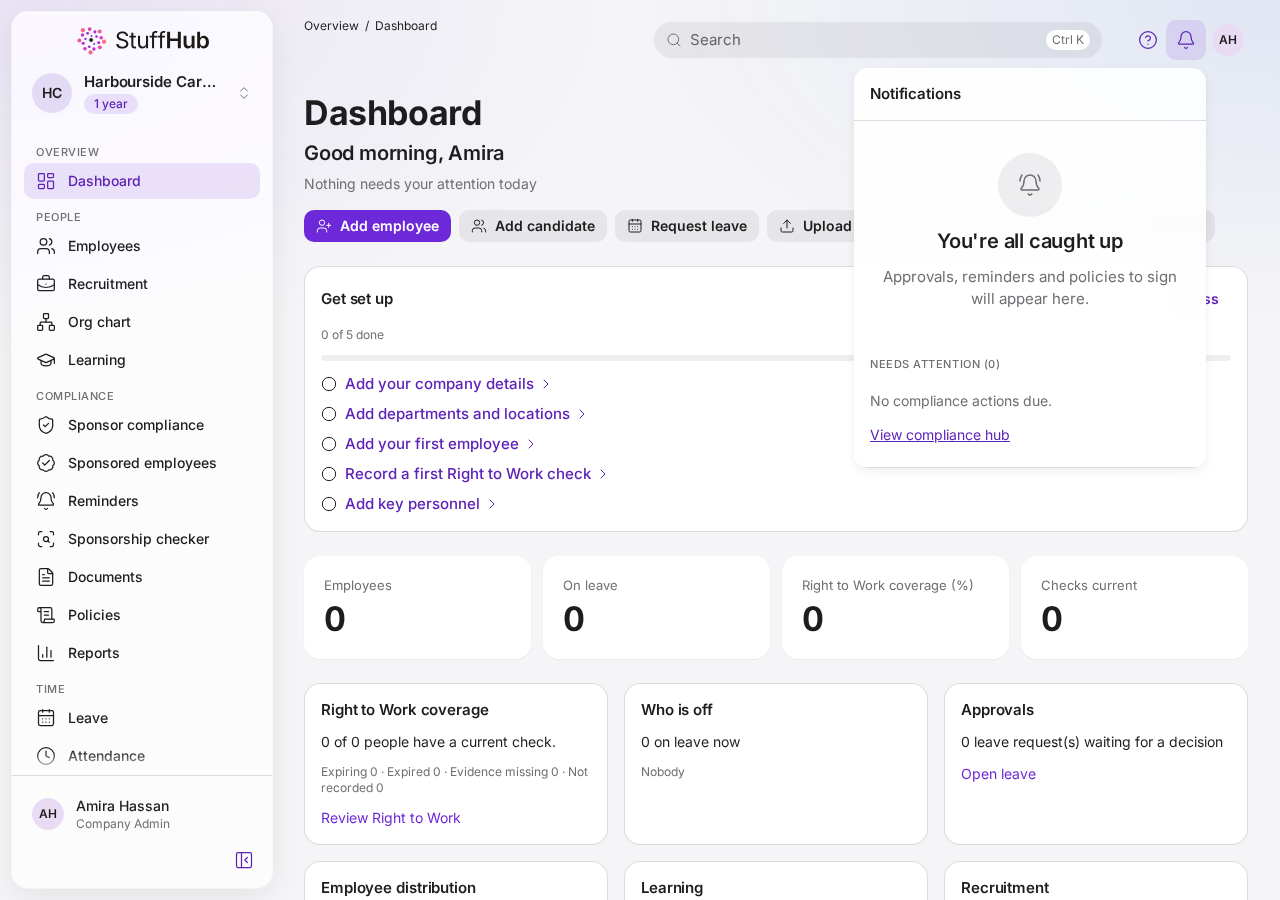 StuffHub
HC
Harbourside Car...
1 year
OVERVIEW
Dashboard
PEOPLE
Employees
Recruitment
Org chart
Learning
COMPLIANCE
Sponsor compliance
Sponsored employees
Reminders
Sponsorship checker
Documents
Policies
Reports
TIME
Leave
Attendance
AH
Amira Hassan
Company Admin
Overview / Dashboard
Search
Ctrl K
AH
Dashboard
Good morning, Amira
Nothing needs your attention today
Add employee
Add candidate
Request leave
Upload
Notifications
You're all caught up
Approvals, reminders and policies to sign
will appear here.
NEEDS ATTENTION (0)
No compliance actions due.
View compliance hub
Get set up
0 of 5 done
Add your company details
Add departments and locations
Add your first employee
Record a first Right to Work check
Add key personnel
Employees
0
On leave
0
Right to Work coverage (%)
0
Checks current
0
Right to Work coverage
0 of 0 people have a current check.
Expiring 0 · Expired 0 · Evidence missing 0 · Not
recorded 0
Review Right to Work
Who is off
0 on leave now
Nobody
Approvals
0 leave request(s) waiting for a decision
Open leave
Employee distribution
Learning
Recruitment